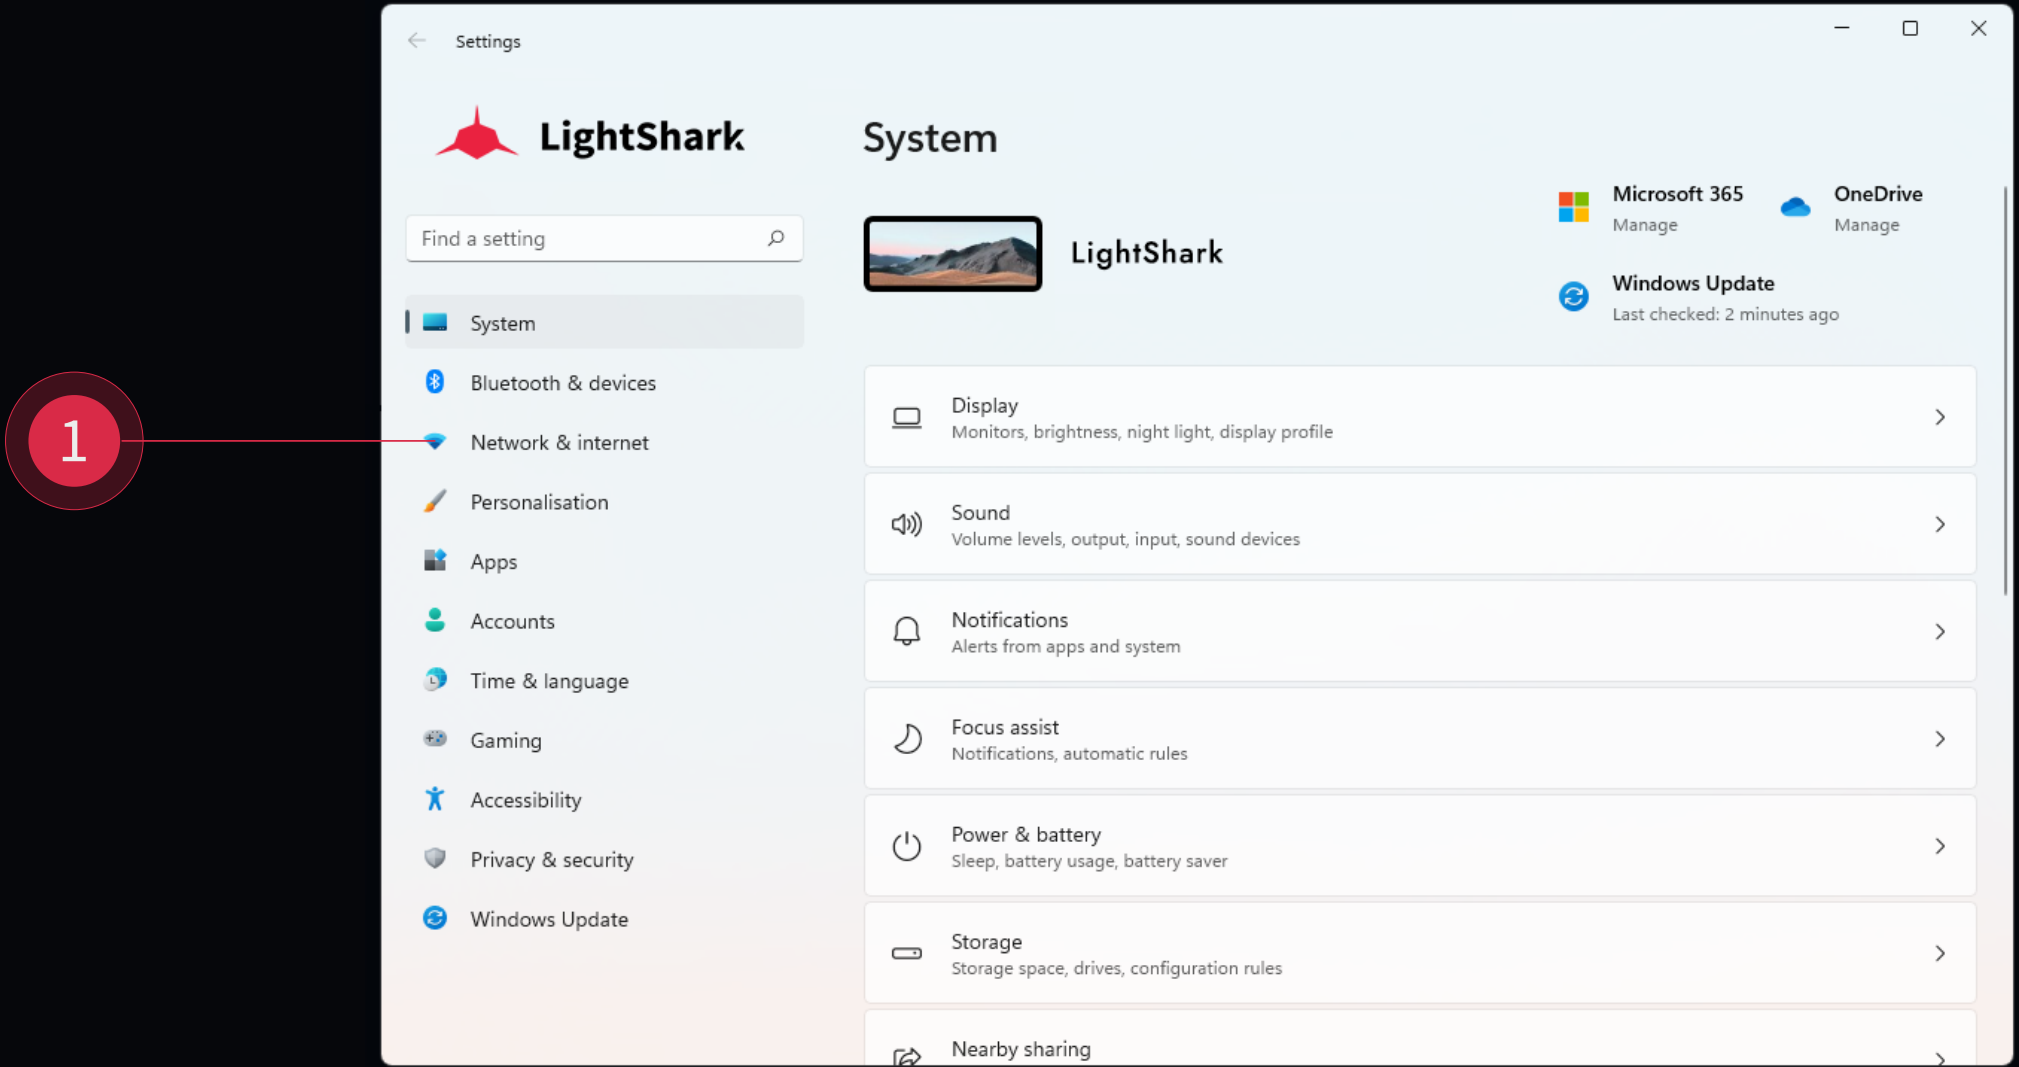 Settings
LightShark
Find a setting
System
Bluetooth & devices
1
Network & internet
Personalisation
Apps
Accounts
Time & language
Gaming
Accessibility
Privacy & security
Windows Update
System
LightShark
Microsoft 365
Manage
OneDrive
Manage
Windows Update
Last checked: 2 minutes ago
Display
Monitors, brightness, night light, display profile
Sound
Volume levels, output, input, sound devices
Notifications
Alerts from apps and system
Focus assist
Notifications, automatic rules
Power & battery
Sleep, battery usage, battery saver
Storage
Storage space, drives, configuration rules
Nearby sharing